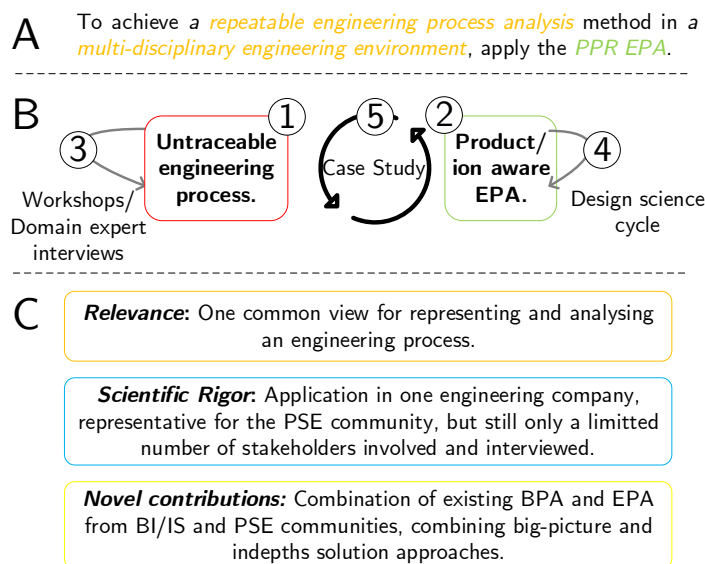 A
To achieve a repeatable engineering process analysis method in a
multi-disciplinary engineering environment, apply the PPR EPA.
B
1
Untraceable
engineering
process.
3
Workshops/
Domain expert
interviews
5
Case Study
2
Product/
ion aware
EPA.
4
Design science
cycle
C
Relevance: One common view for representing and analysing
an engineering process.
Scientific Rigor: Application in one engineering company,
representative for the PSE community, but still only a limitted
number of stakeholders involved and interviewed.
Novel contributions: Combination of existing BPA and EPA
from BI/IS and PSE communities, combining big-picture and
indepths solution approaches.